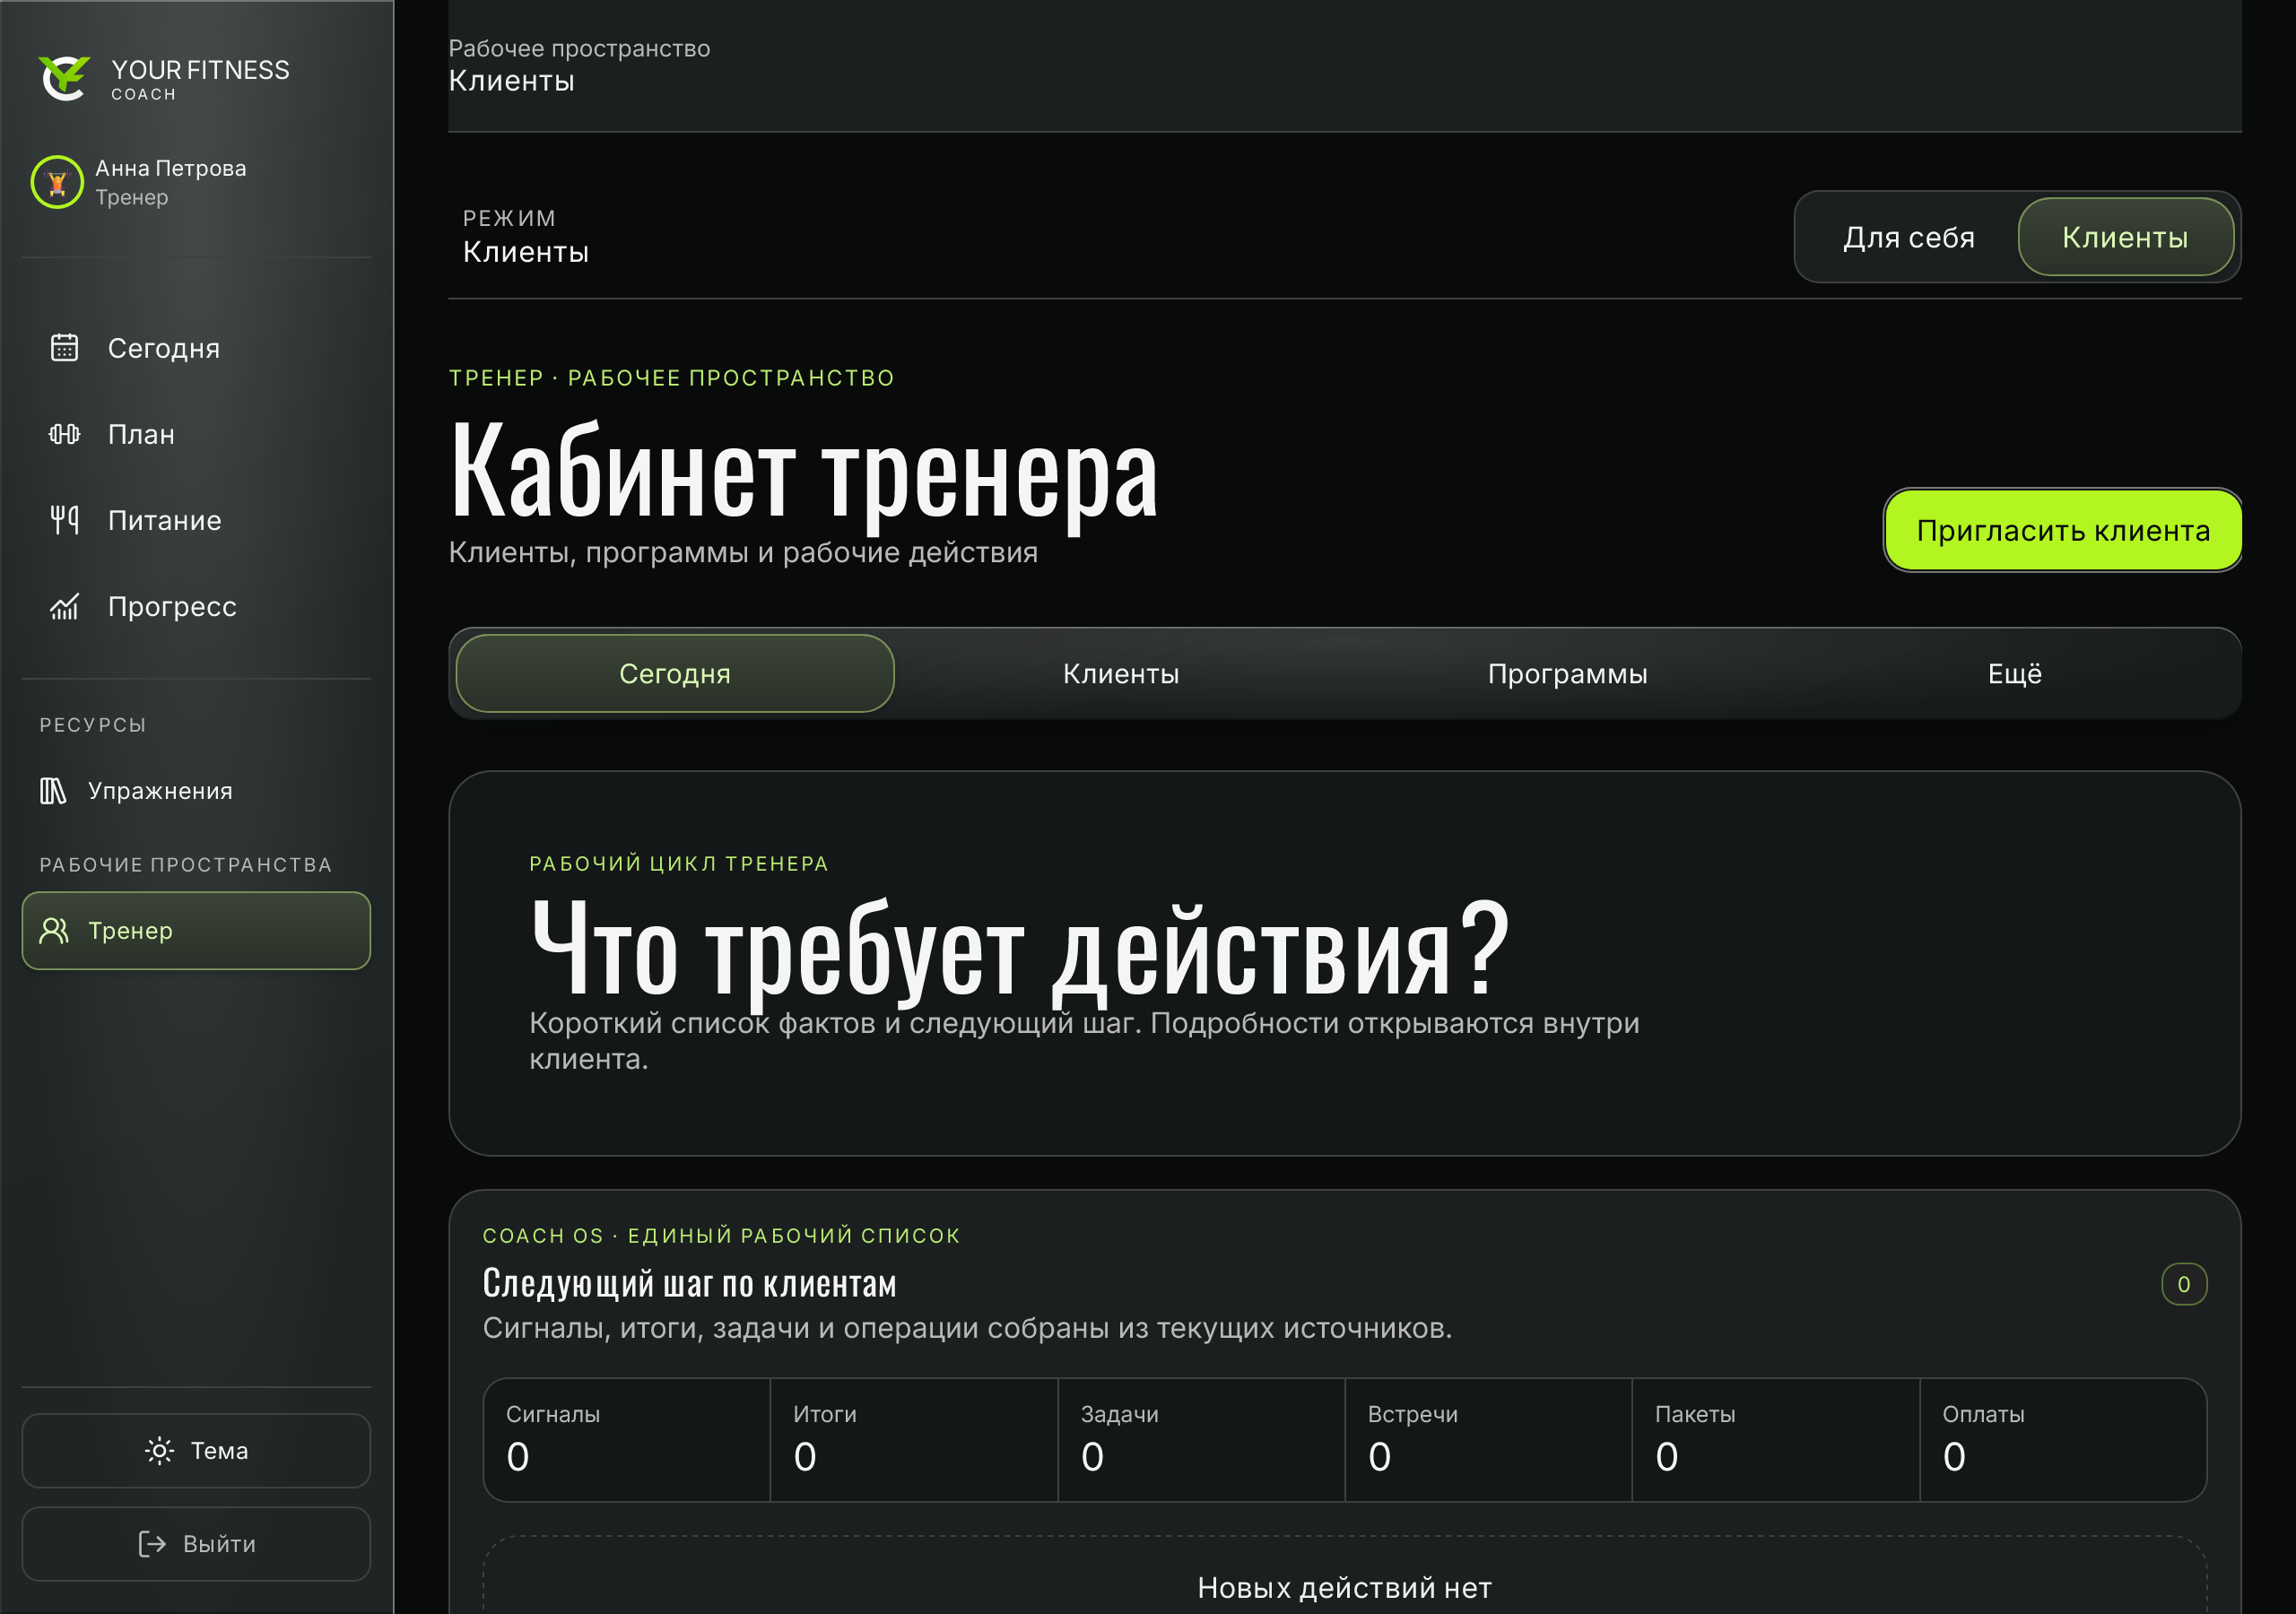 YOUR FITNESS
COACH
Анна Петрова
Тренер
Сегодня
План
Питание
Прогресс
РЕСУРСЫ
Упражнения
РАБОЧИЕ ПРОСТРАНСТВА
Тренер
Тема
Выйти
Рабочее пространство
Клиенты
РЕЖИМ
Клиенты
Для себя
Клиенты
ТРЕНЕР · РАБОЧЕЕ ПРОСТРАНСТВО
Кабинет тренера
Клиенты, программы и рабочие действия
Пригласить клиента
Сегодня
Клиенты
Программы
Ещё
РАБОЧИЙ ЦИКЛ ТРЕНЕРА
Что требует действия?
Короткий список фактов и следующий шаг. Подробности открываются внутри
клиента.
COACH OS · ЕДИНЫЙ РАБОЧИЙ СПИСОК
Следующий шаг по клиентам
0
Сигналы, итоги, задачи и операции собраны из текущих источников.
Сигналы
0
Итоги
0
Задачи
0
Встречи
0
Пакеты
0
Оплаты
0
Новых действий нет